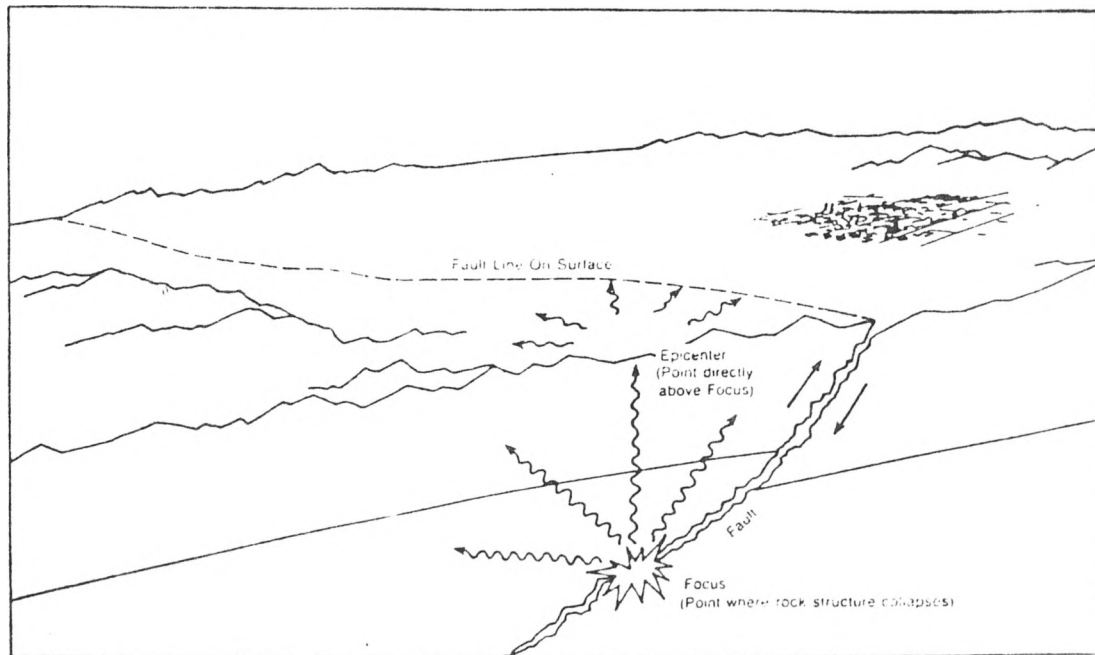 Fault Line On Surface
Epicenter
(Point directly
above Focus)
Fault
Focus
(Point where rock structure collapses)